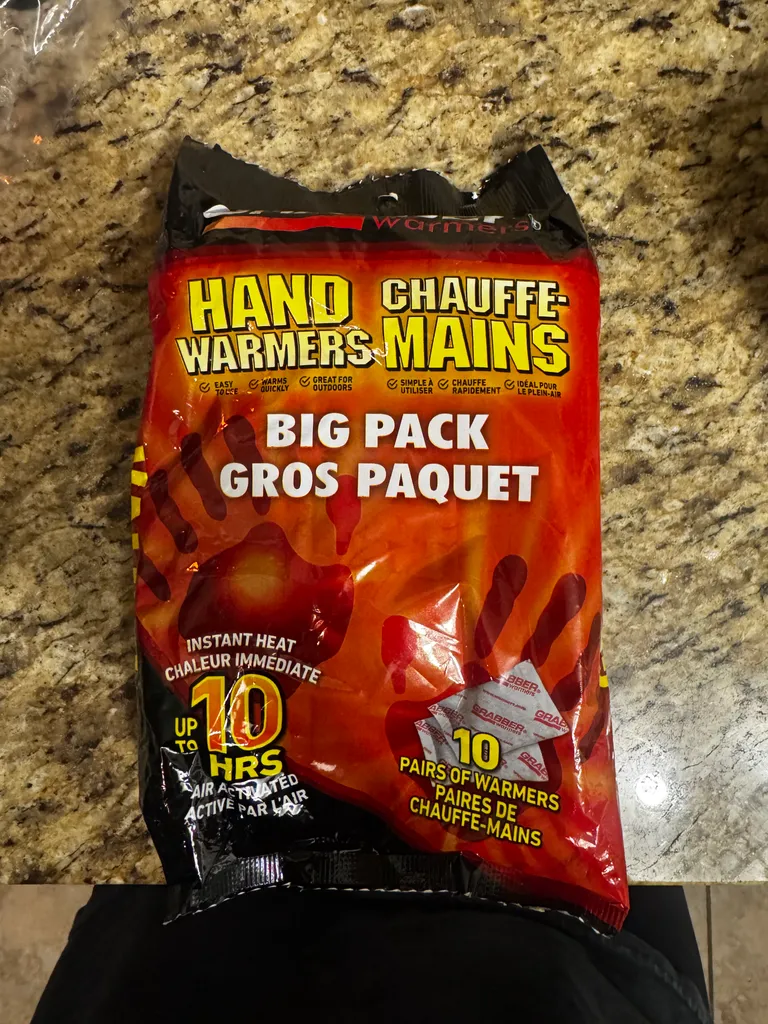 warmers
HAND WARMERS
CHAUFFE-MAINS
EASY TO USE
WARMS QUICKLY
GREAT FOR OUTDOORS
SIMPLE À UTILISER
CHAUFFE RAPIDEMENT
IDÉAL POUR LE PLEIN-AIR
BIG PACK
GROS PAQUET
INSTANT HEAT
CHALEUR IMMÉDIATE
UP TO 10 HRS
AIR ACTIVATED
ACTIVÉ PAR L'AIR
GRABBER
warmers
10
PAIRS OF WARMERS
PAIRES DE
CHAUFFE-MAINS